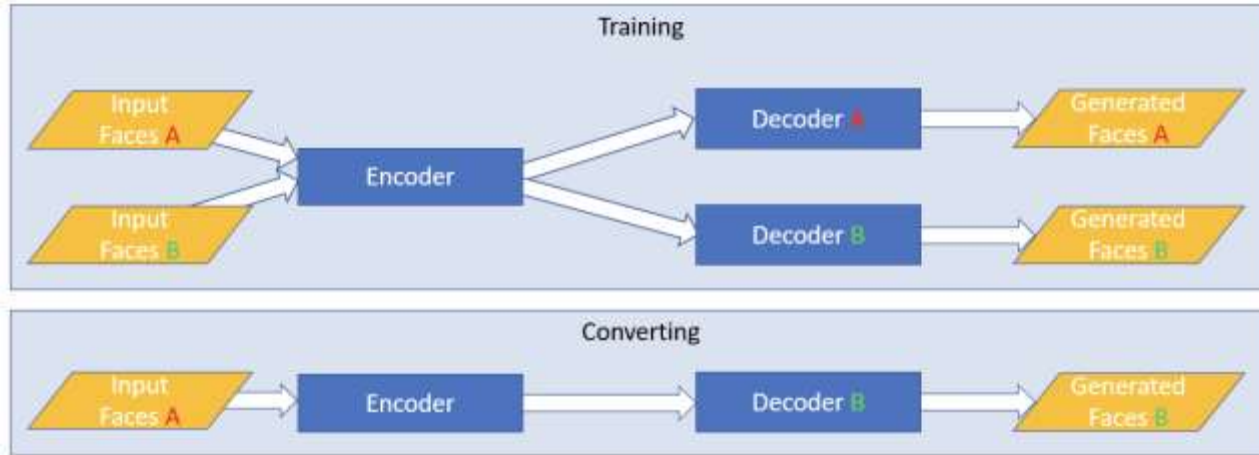 Training
Input
Faces A
Input
Faces B
Encoder
Decoder A
Decoder B
Generated
Faces A
Generated
Faces B
Converting
Input
Faces A
Encoder
Decoder B
Generated
Faces B